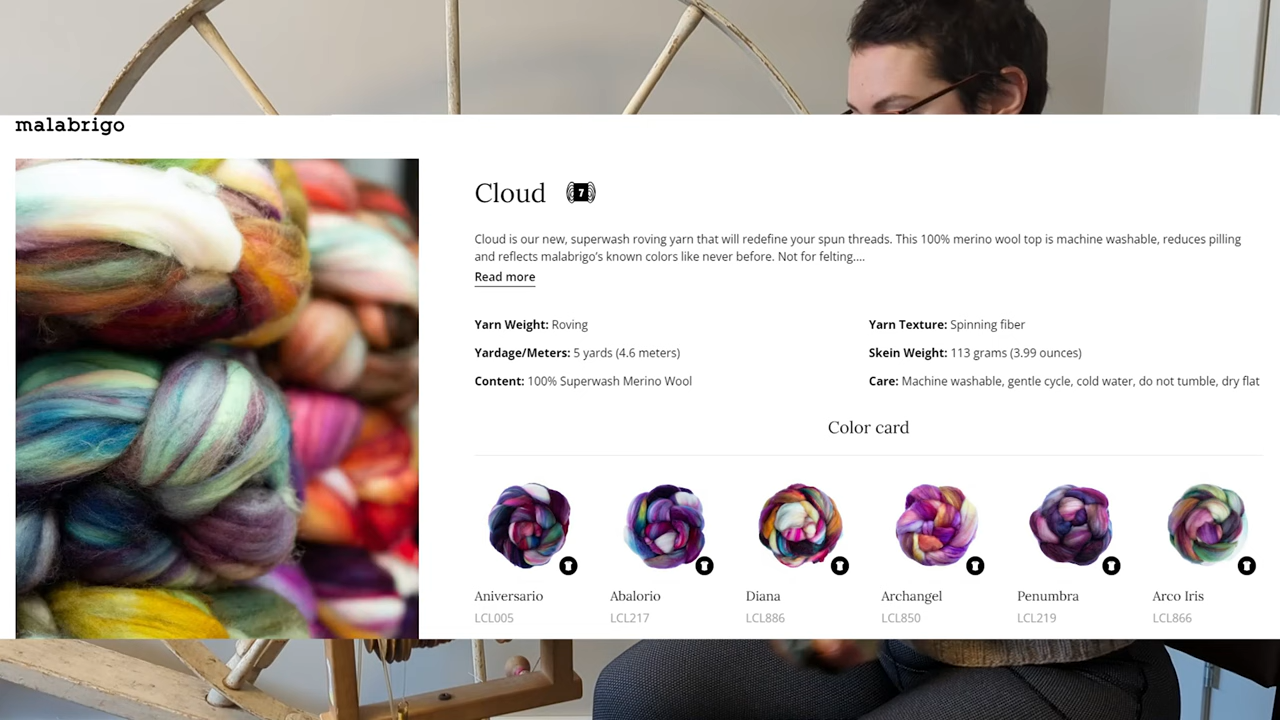 malabrigo
Cloud 7
Cloud is our new, superwash roving yarn that will redefine your spun threads. This 100% merino wool top is machine washable, reduces pilling
and reflects malabrigo’s known colors like never before. Not for felting....
Read more
Yarn Weight: Roving
Yarn Texture: Spinning fiber
Yardage/Meters: 5 yards (4.6 meters)
Skein Weight: 113 grams (3.99 ounces)
Content: 100% Superwash Merino Wool
Care: Machine washable, gentle cycle, cold water, do not tumble, dry flat
Color card
Aniversario
LCL005
Abalorio
LCL217
Diana
LCL886
Archangel
LCL850
Penumbra
LCL219
Arco Iris
LCL866